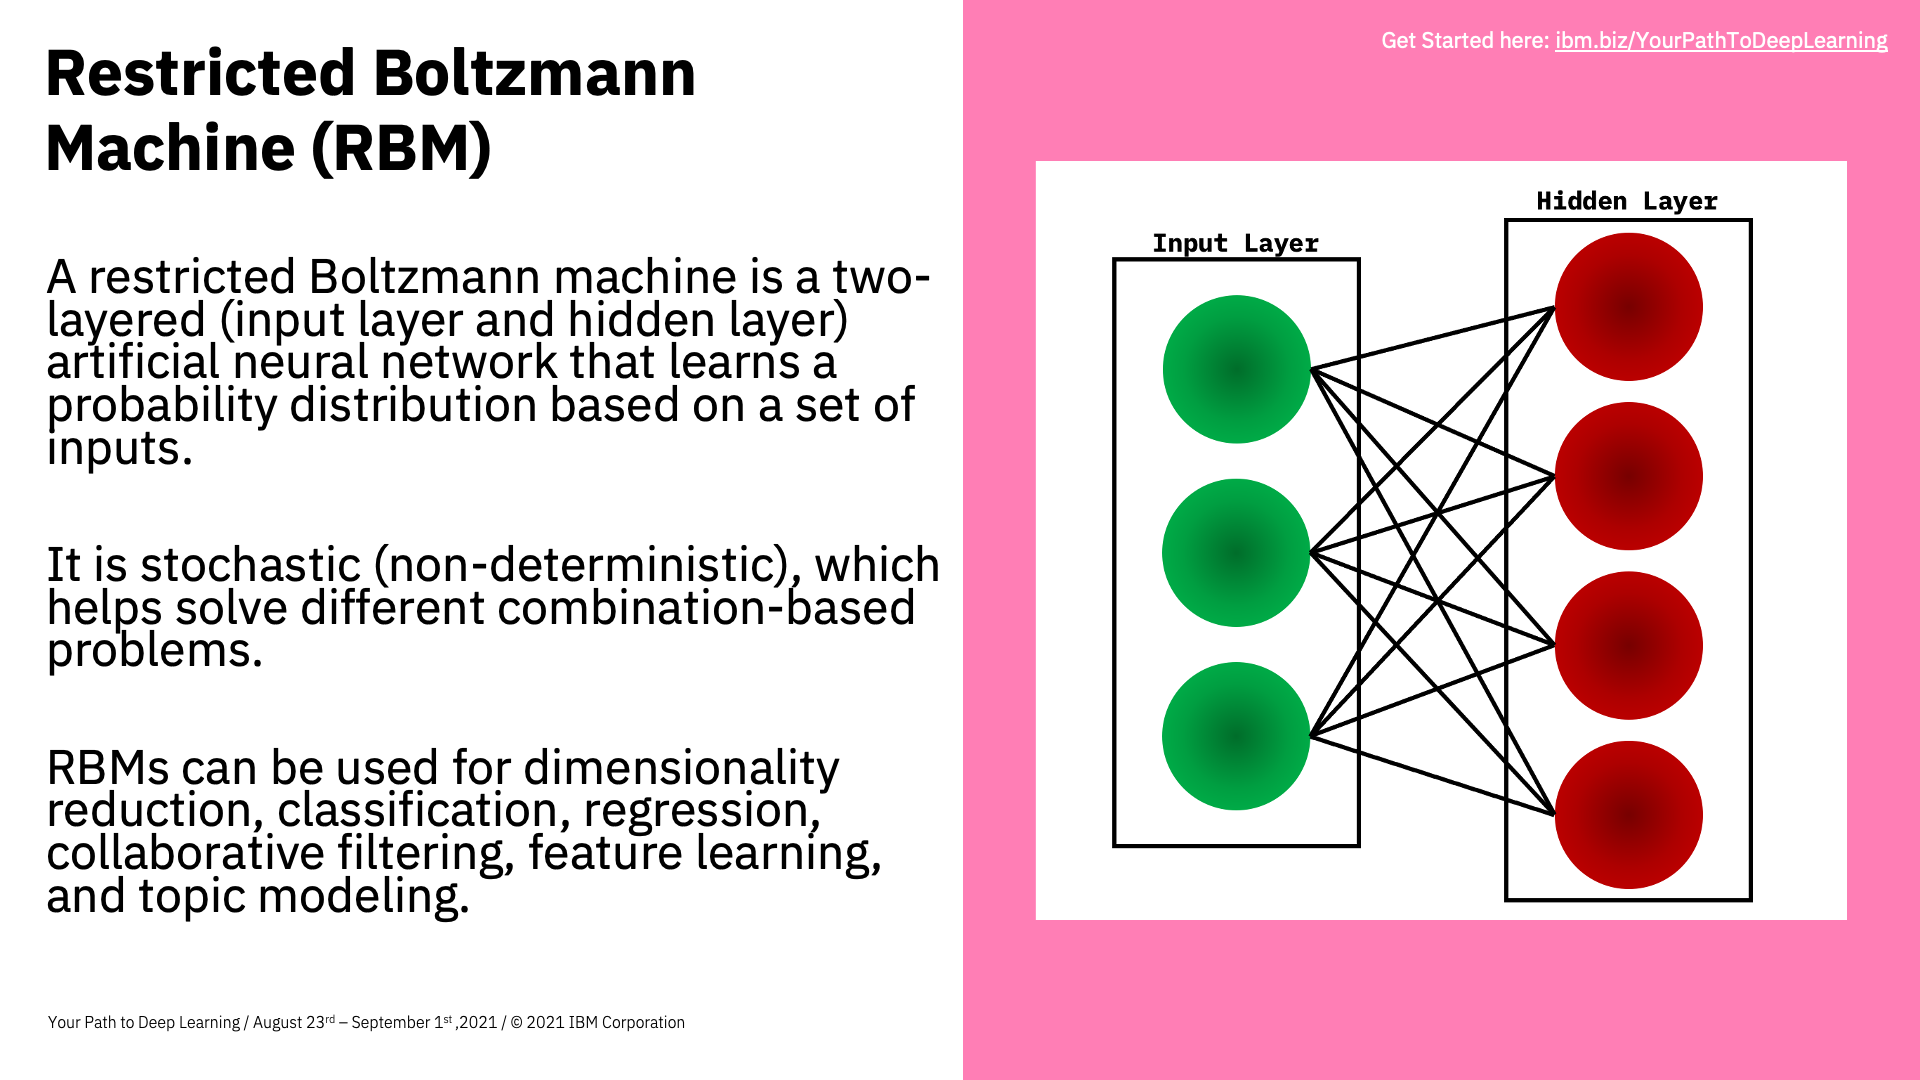 Get Started here: ibm.biz/YourPathToDeepLearning
Restricted Boltzmann
Machine (RBM)
A restricted Boltzmann machine is a two-
layered (input layer and hidden layer)
artificial neural network that learns a
probability distribution based on a set of
inputs.
It is stochastic (non-deterministic), which
helps solve different combination-based
problems.
RBMs can be used for dimensionality
reduction, classification, regression,
collaborative filtering, feature learning,
and topic modeling.
Input Layer
Hidden Layer
Your Path to Deep Learning / August 23rd – September 1st ,2021 / © 2021 IBM Corporation